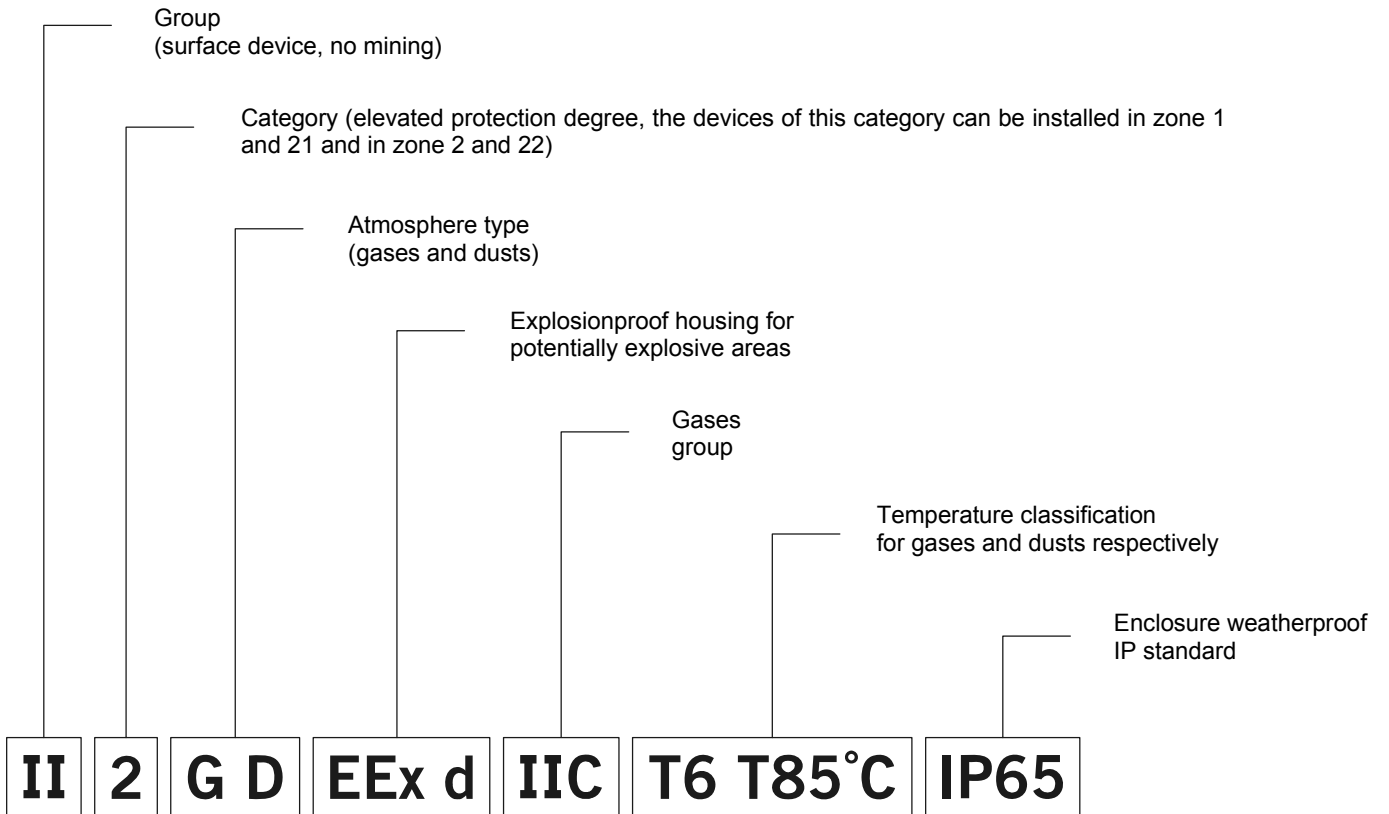 Group
(surface device, no mining)
Category (elevated protection degree, the devices of this category can be installed in zone 1
and 21 and in zone 2 and 22)
Atmosphere type
(gases and dusts)
Explosionproof housing for
potentially explosive areas
Gases
group
Temperature classification
for gases and dusts respectively
Enclosure weatherproof
IP standard
II 2 G D EEx d IIC T6 T85°C IP65